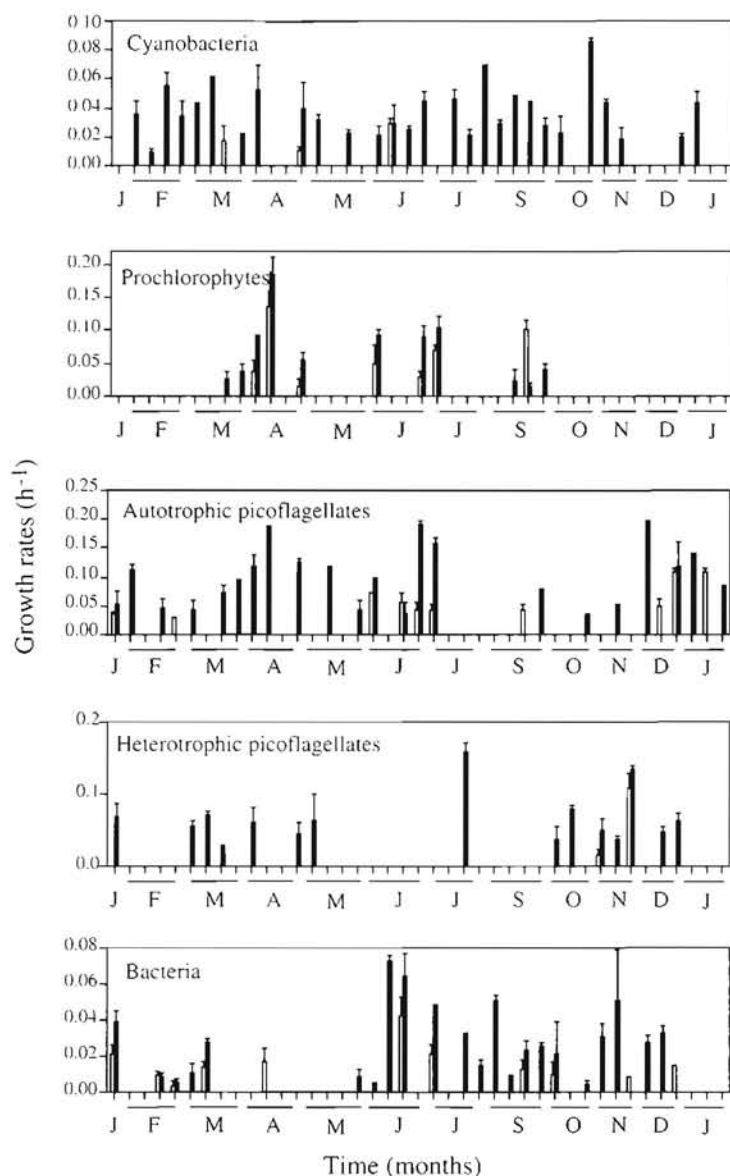 0.10
Cyanobacteria
0.08
0.06
0.04
0.02
0.00
J F M A M J J S O N D J
0.20
Prochlorophytes
0.15
0.10
0.05
0.00
J F M A M J J S O N D J
0.25
Autotrophic picoflagellates
0.20
0.15
0.10
0.05
0.00
J F M A M J J S O N D J
0.2
Heterotrophic picoflagellates
0.1
0.0
J F M A M J J S O N D J
0.08
Bacteria
0.06
0.04
0.02
0.00
J F M A M J J S O N D J
Growth rates (h⁻¹)
Time (months)